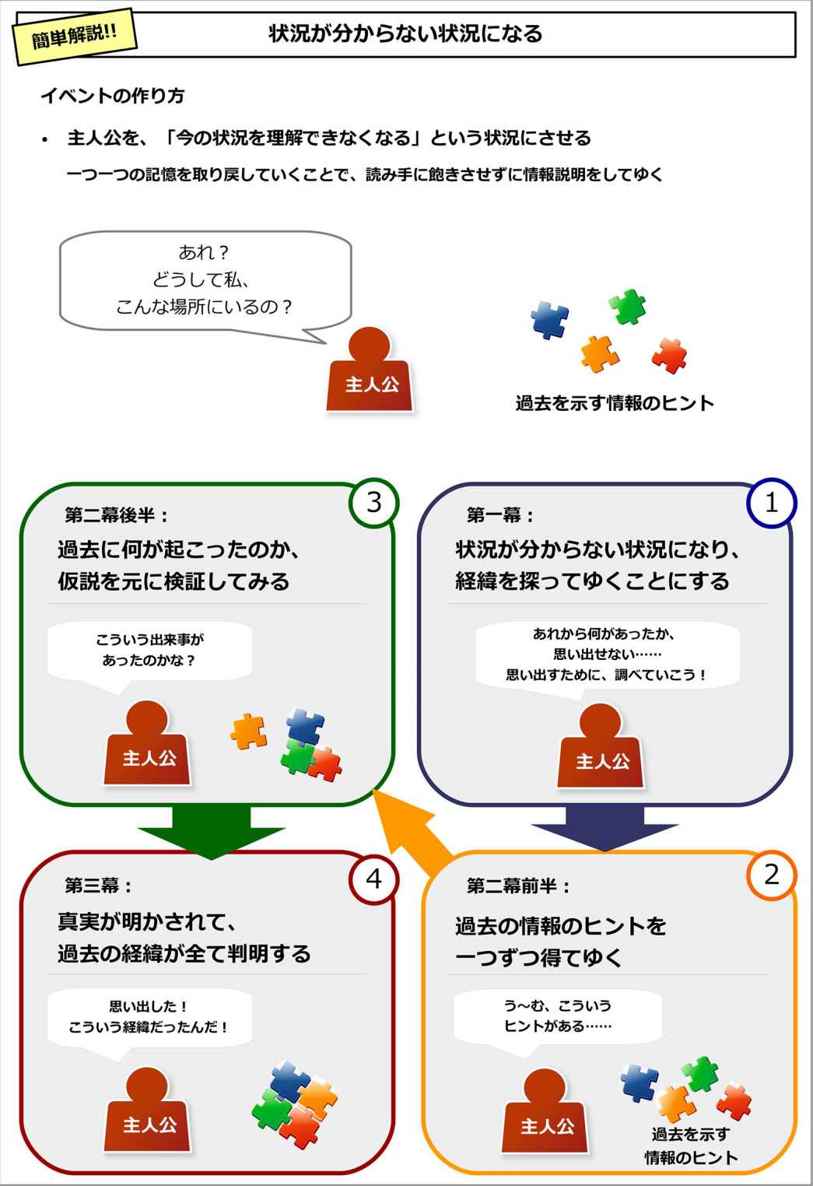 簡単解説!!
状況が分からない状況になる
イベントの作り方
• 主人公を、「今の状況を理解できなくなる」という状況にさせる
一つ一つの記憶を取り戻していくことで、読み手に飽きさせずに情報説明をしてゆく
あれ？
どうして私、
こんな場所にいるの？
主人公
過去を示す情報のヒント
1
第一幕：
状況が分からない状況になり、
経緯を探ってゆくことにする
あれから何があったか、
思い出せない……
思い出すために、調べていこう！
主人公
2
第二幕前半：
過去の情報のヒントを
一つずつ得てゆく
う～む、こういう
ヒントがある……
主人公
過去を示す
情報のヒント
3
第二幕後半：
過去に何が起こったのか、
仮説を元に検証してみる
こういう出来事が
あったのかな？
主人公
4
第三幕：
真実が明かされて、
過去の経緯が全て判明する
思い出した！
こういう経緯だったんだ！
主人公